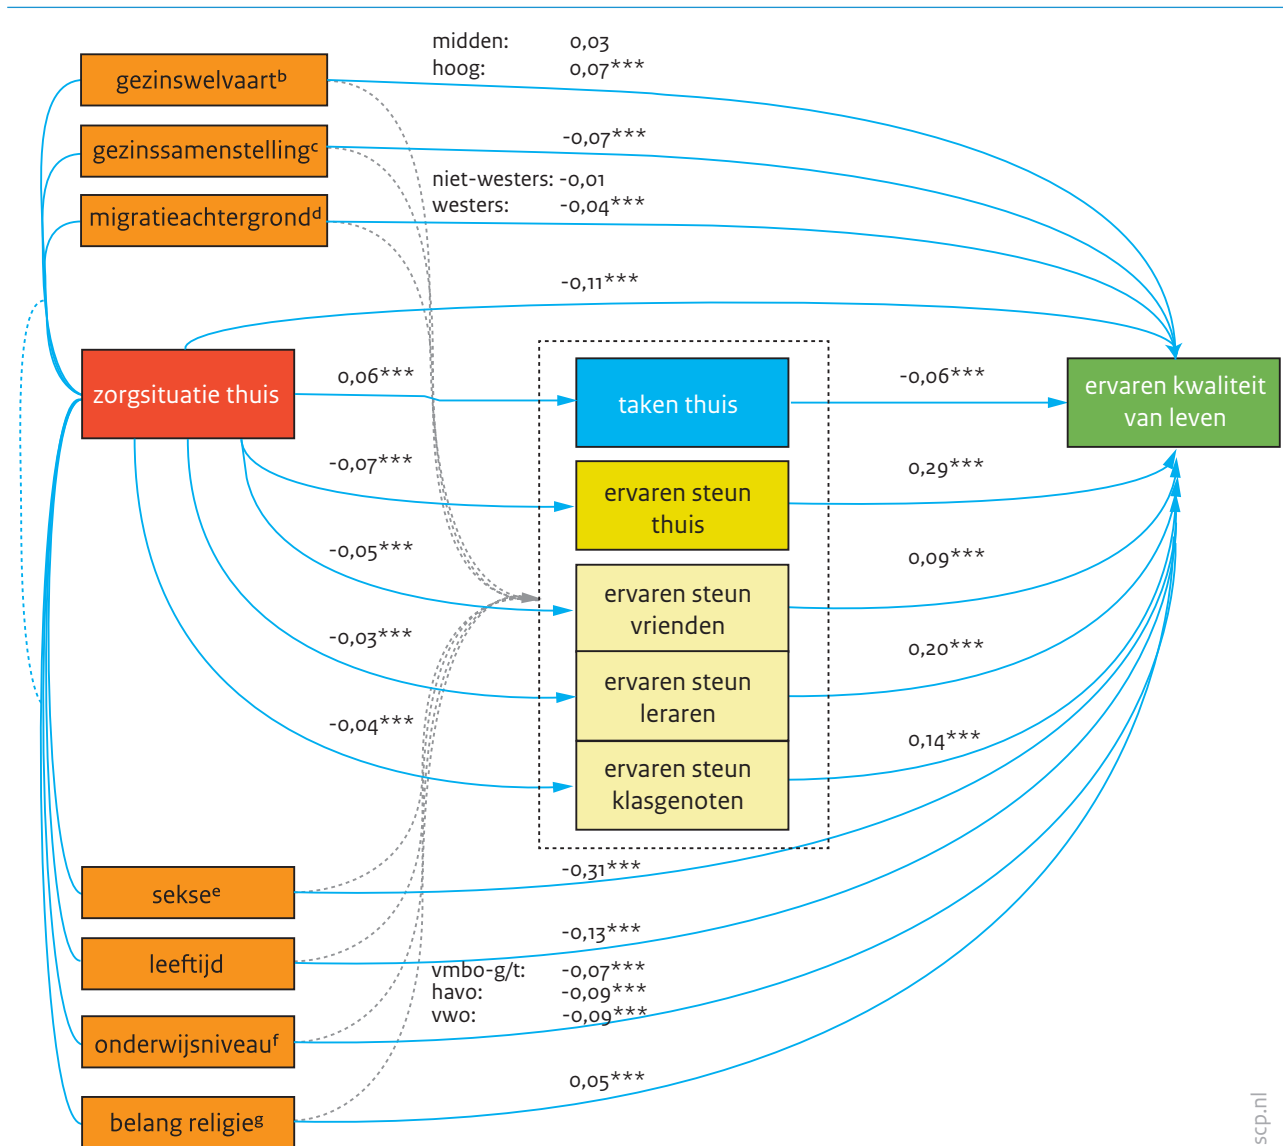 midden: 0,03
hoog: 0,07***
gezinswelvaartᵇ
gezinssamenstellingᶜ
-0,07***
niet-westers: -0,01
westers: -0,04***
migratieachtergrondᵈ
-0,11***
zorgsituatie thuis
0,06***
taken thuis
-0,06***
ervaren kwaliteit
van leven
-0,07***
ervaren steun
thuis
0,29***
-0,05***
ervaren steun
vrienden
0,09***
-0,03***
ervaren steun
leraren
0,20***
-0,04***
ervaren steun
klasgenoten
0,14***
sekseᵉ
-0,31***
leeftijd
-0,13***
vmbo-g/t: -0,07***
havo: -0,09***
vwo: -0,09***
onderwijsniveauᶠ
0,05***
belang religieᵍ
scp.nl